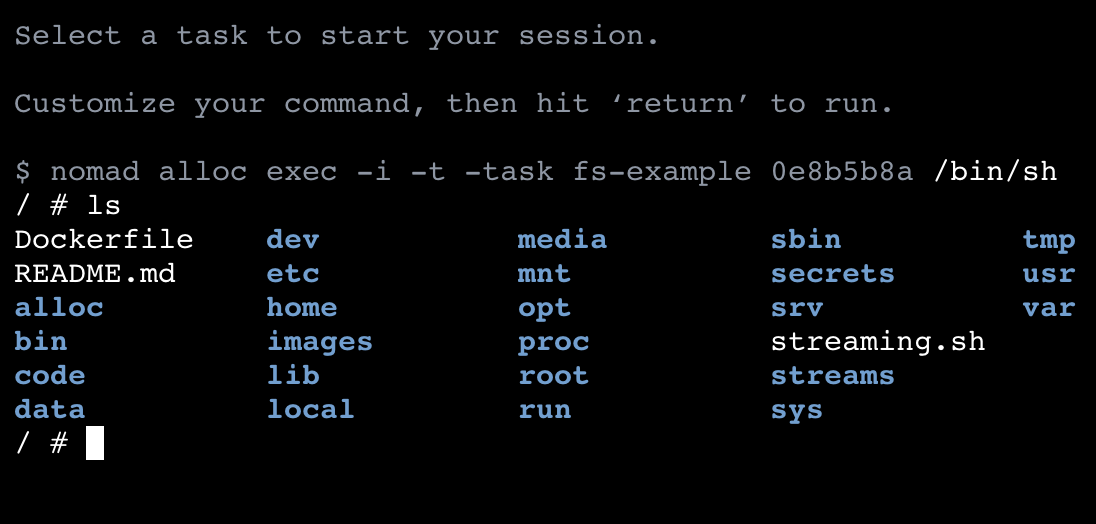 Select a task to start your session.
Customize your command, then hit ‘return’ to run.
$ nomad alloc exec -i -t -task fs-example 0e8b5b8a /bin/sh
/ # ls
Dockerfile    dev           media         sbin          tmp
README.md     etc           mnt           secrets       usr
alloc         home          opt           srv           var
bin           images        proc          streaming.sh
code          lib           root          streams
data          local         run           sys
/ #